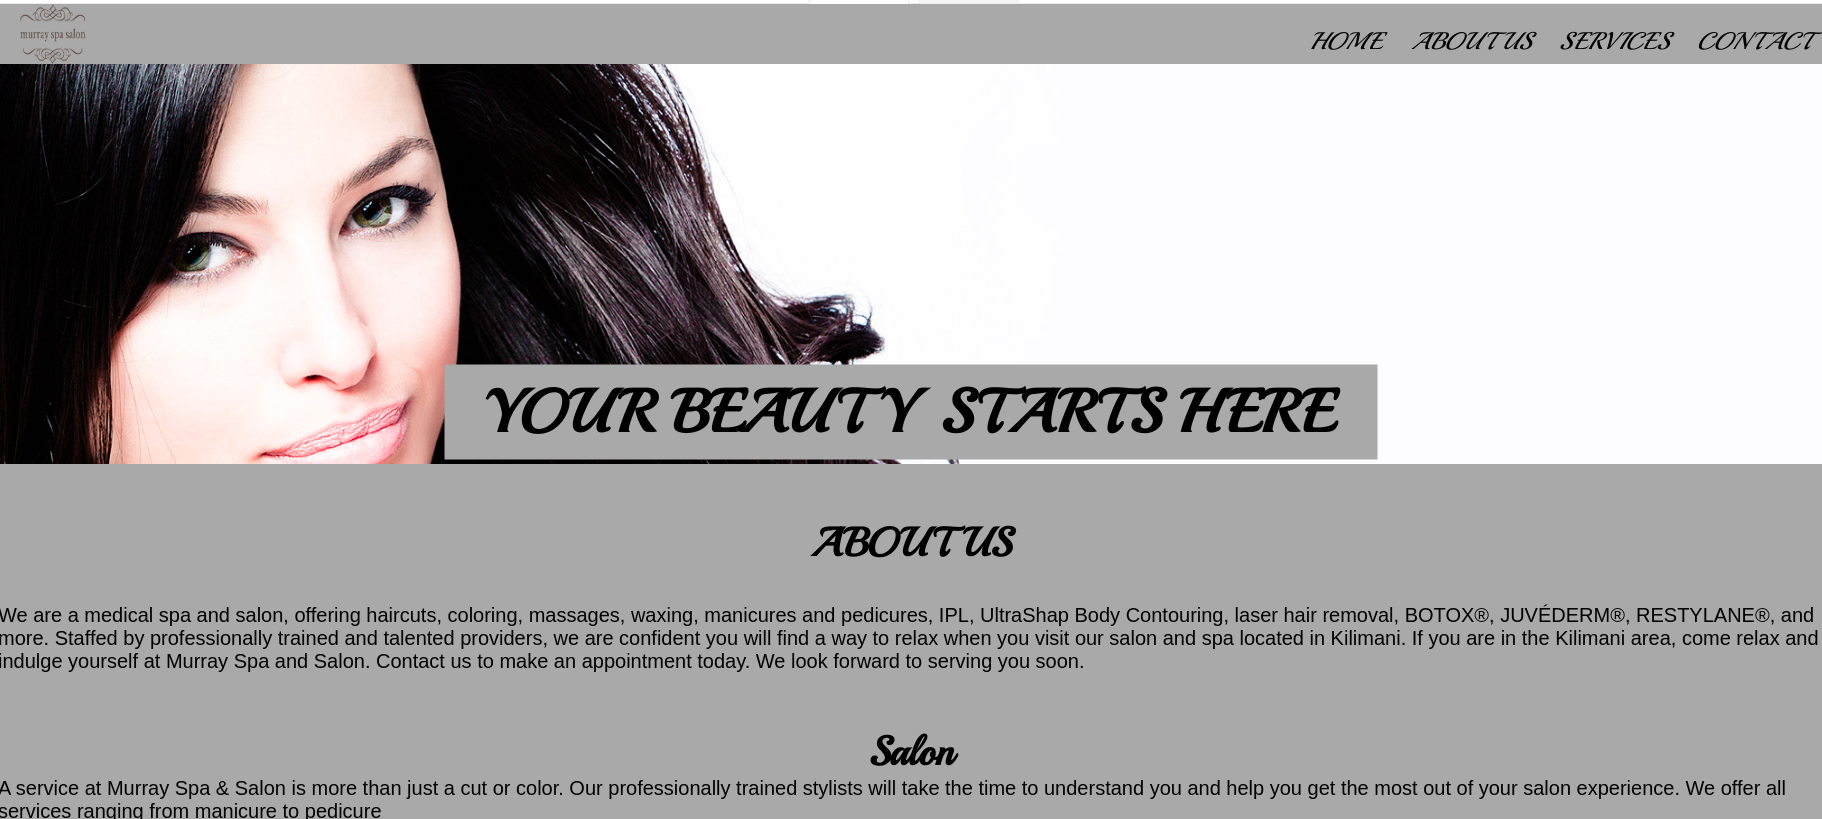 murray spa salon
HOME ABOUT US SERVICES CONTACT
YOUR BEAUTY STARTS HERE
ABOUT US
We are a medical spa and salon, offering haircuts, coloring, massages, waxing, manicures and pedicures, IPL, UltraShap Body Contouring, laser hair removal, BOTOX®, JUVÉDERM®, RESTYLANE®, and
more. Staffed by professionally trained and talented providers, we are confident you will find a way to relax when you visit our salon and spa located in Kilimani. If you are in the Kilimani area, come relax and
indulge yourself at Murray Spa and Salon. Contact us to make an appointment today. We look forward to serving you soon.
Salon
A service at Murray Spa & Salon is more than just a cut or color. Our professionally trained stylists will take the time to understand you and help you get the most out of your salon experience. We offer all
services ranging from manicure to pedicure